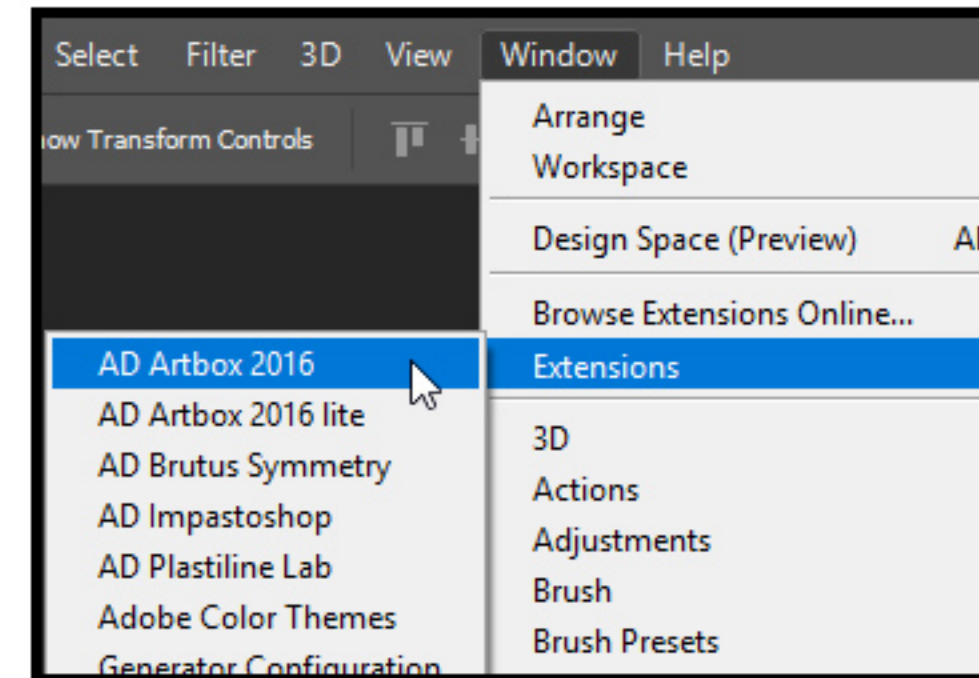 Select Filter 3D View Window Help
Transform Controls
Arrange
Workspace
Design Space (Preview)
Browse Extensions Online...
Extensions
AD Artbox 2016
AD Artbox 2016 lite
AD Brutus Symmetry
AD Impastoshop
AD Plastiline Lab
Adobe Color Themes
Generator Configuration
3D
Actions
Adjustments
Brush
Brush Presets